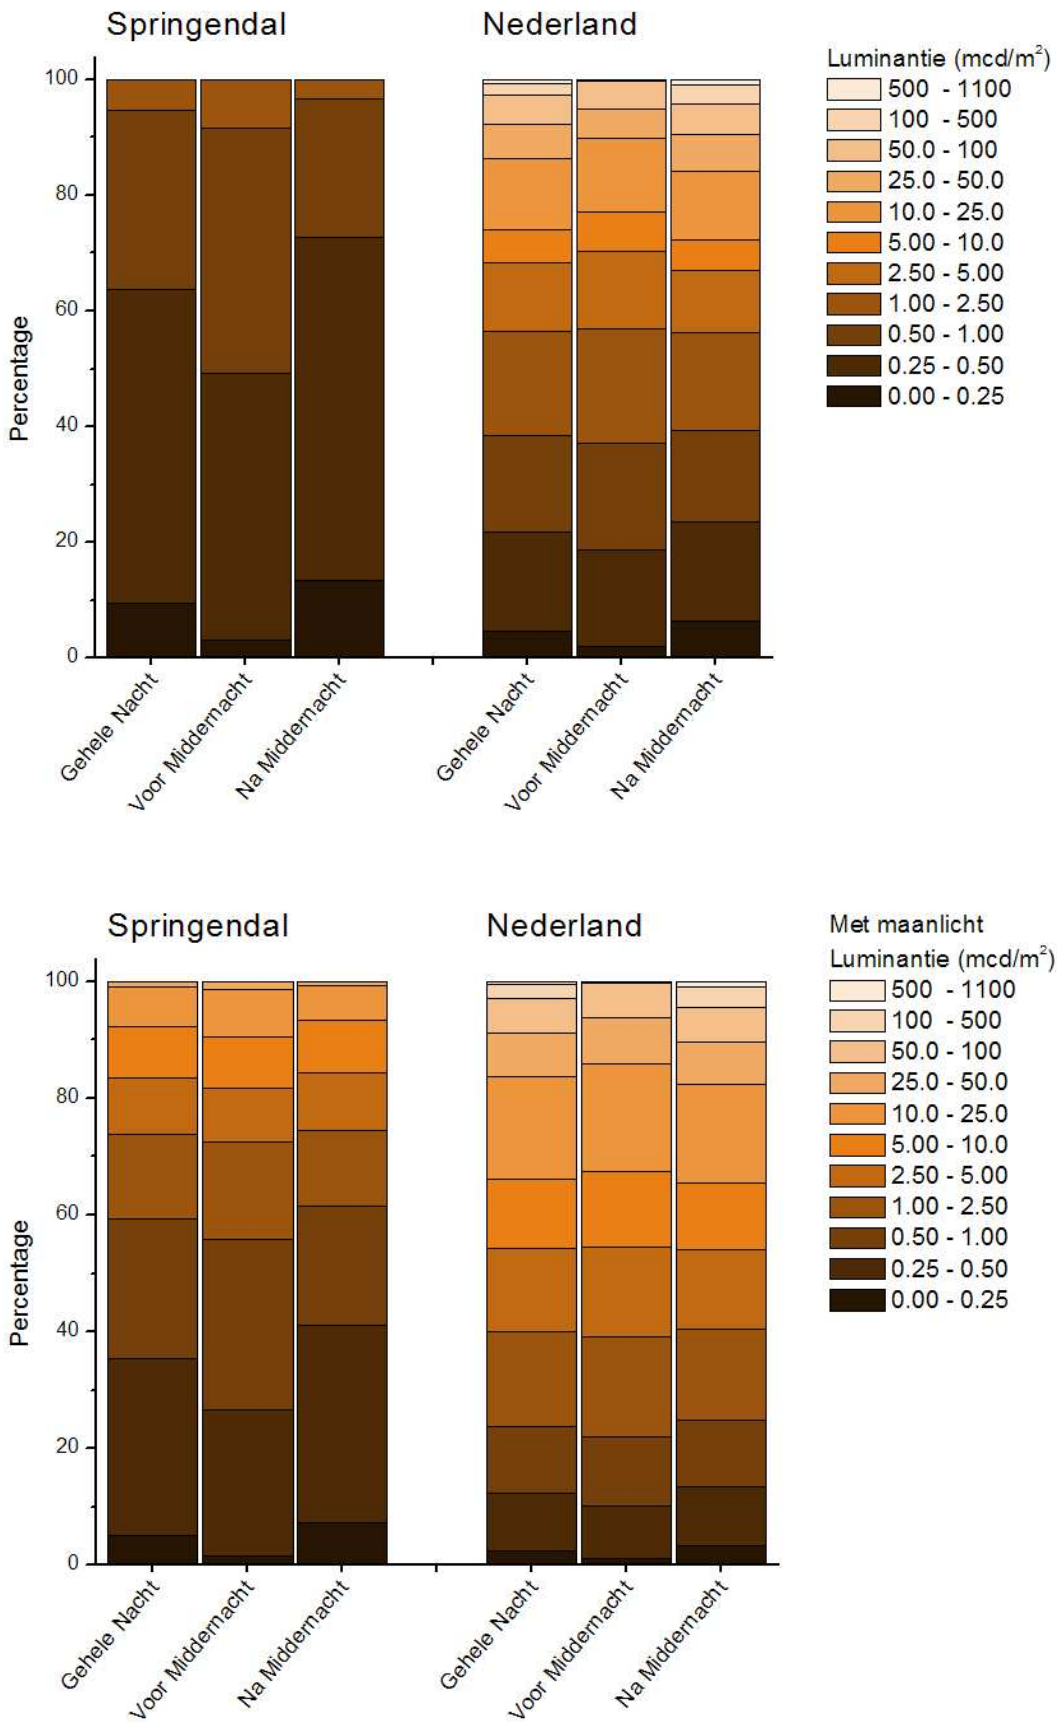 Springendal
Nederland
Luminantie (mcd/m²)
500 - 1100
100 - 500
50.0 - 100
25.0 - 50.0
10.0 - 25.0
5.00 - 10.0
2.50 - 5.00
1.00 - 2.50
0.50 - 1.00
0.25 - 0.50
0.00 - 0.25
Percentage
100
80
60
40
20
0
Gehele Nacht
Voor Middernacht
Na Middernacht
Gehele Nacht
Voor Middernacht
Na Middernacht
Springendal
Nederland
Met maanlicht
Luminantie (mcd/m²)
500 - 1100
100 - 500
50.0 - 100
25.0 - 50.0
10.0 - 25.0
5.00 - 10.0
2.50 - 5.00
1.00 - 2.50
0.50 - 1.00
0.25 - 0.50
0.00 - 0.25
Percentage
100
80
60
40
20
0
Gehele Nacht
Voor Middernacht
Na Middernacht
Gehele Nacht
Voor Middernacht
Na Middernacht